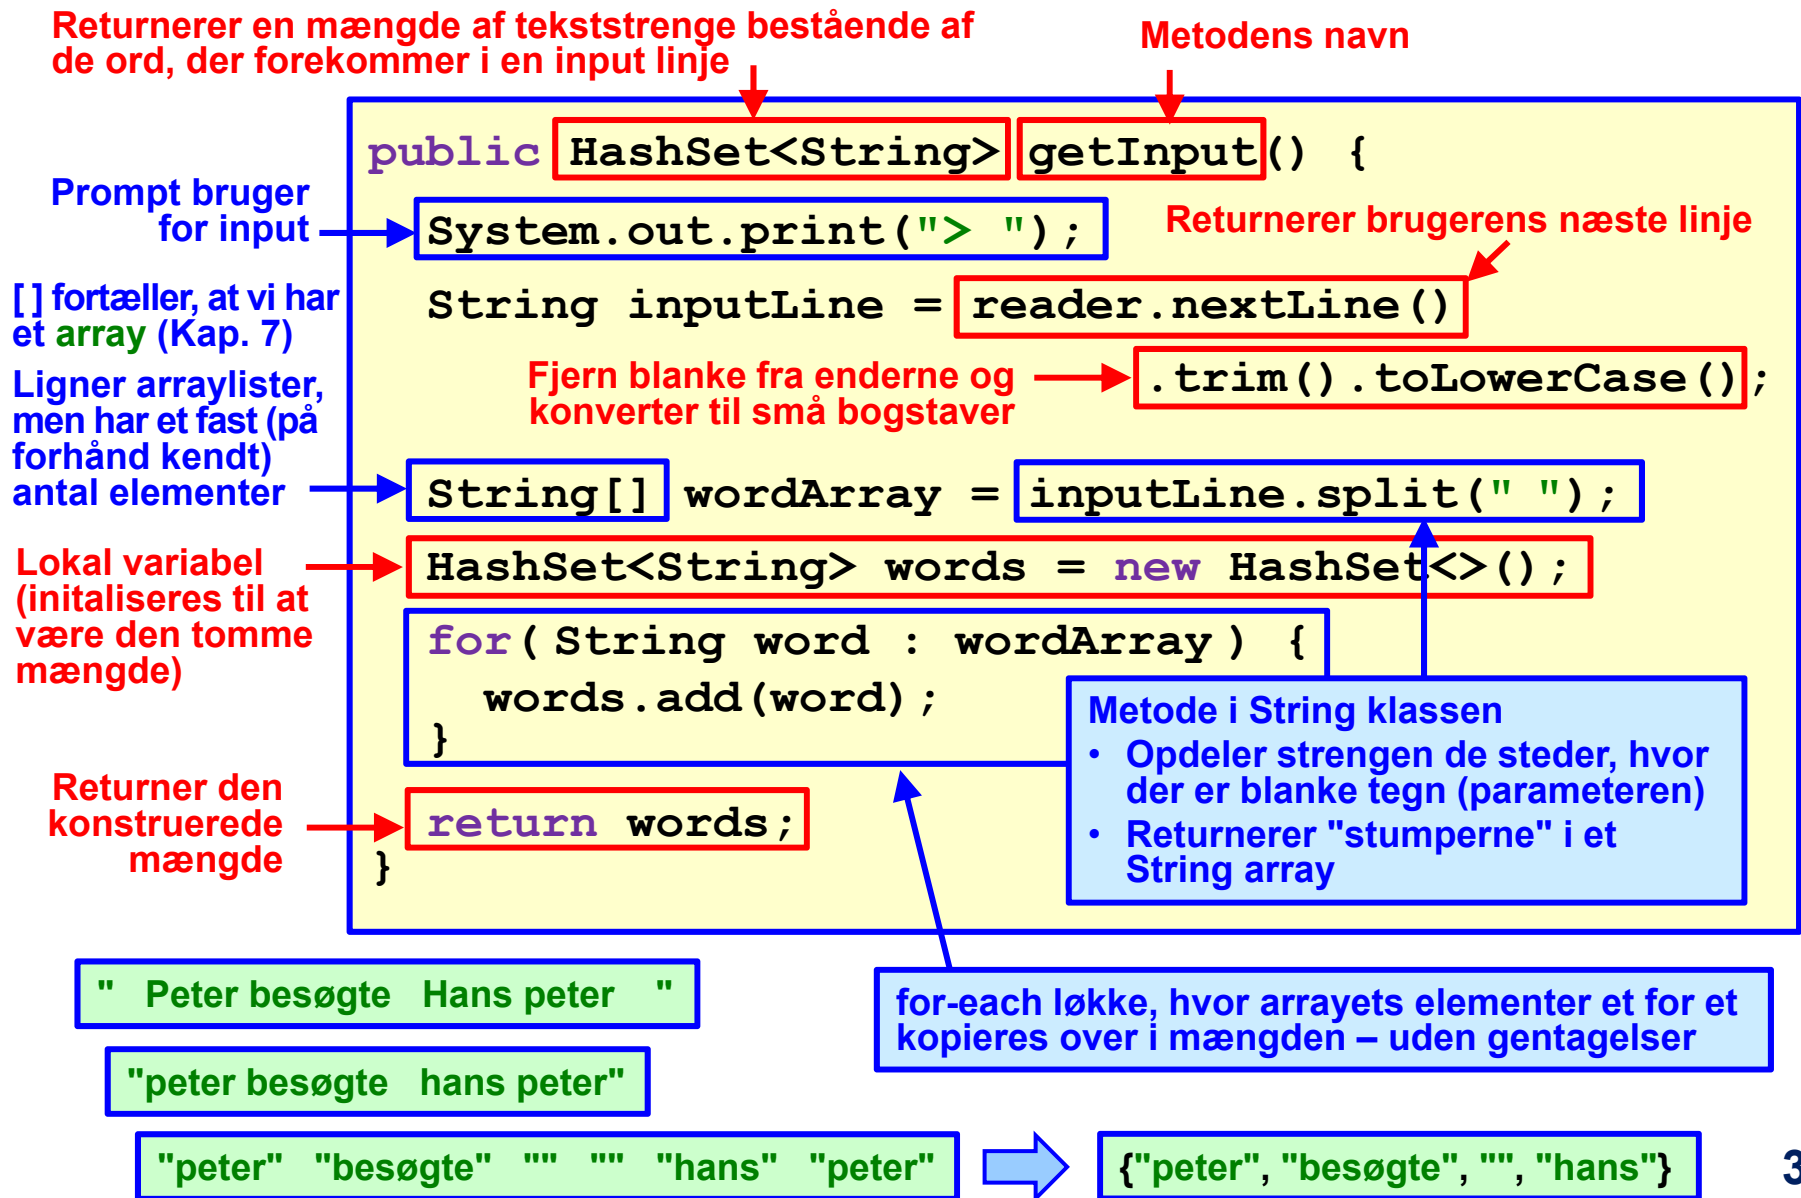 Returnerer en mængde af tekststrenge bestående af
de ord, der forekommer i en input linje
Metodens navn
public HashSet<String> getInput() {
Prompt bruger
for input
System.out.print("> ");
Returnerer brugerens næste linje
[ ] fortæller, at vi har
et array (Kap. 7)
String inputLine = reader.nextLine()
Ligner arraylister,
men har et fast (på
forhånd kendt)
antal elementer
Fjern blanke fra enderne og
konverter til små bogstaver
.trim().toLowerCase();
String[] wordArray = inputLine.split(" ");
Lokal variabel
(initaliseres til at
være den tomme
mængde)
HashSet<String> words = new HashSet<>();
for( String word : wordArray ) {
words.add(word);
}
Metode i String klassen
• Opdeler strengen de steder, hvor
der er blanke tegn (parameteren)
• Returnerer "stumperne" i et
String array
Returner den
konstruerede
mængde
return words;
}
" Peter besøgte Hans peter "
for-each løkke, hvor arrayets elementer et for et
kopieres over i mængden – uden gentagelser
"peter besøgte hans peter"
"peter" "besøgte" "" "" "hans" "peter"
{"peter", "besøgte", "", "hans"}
3